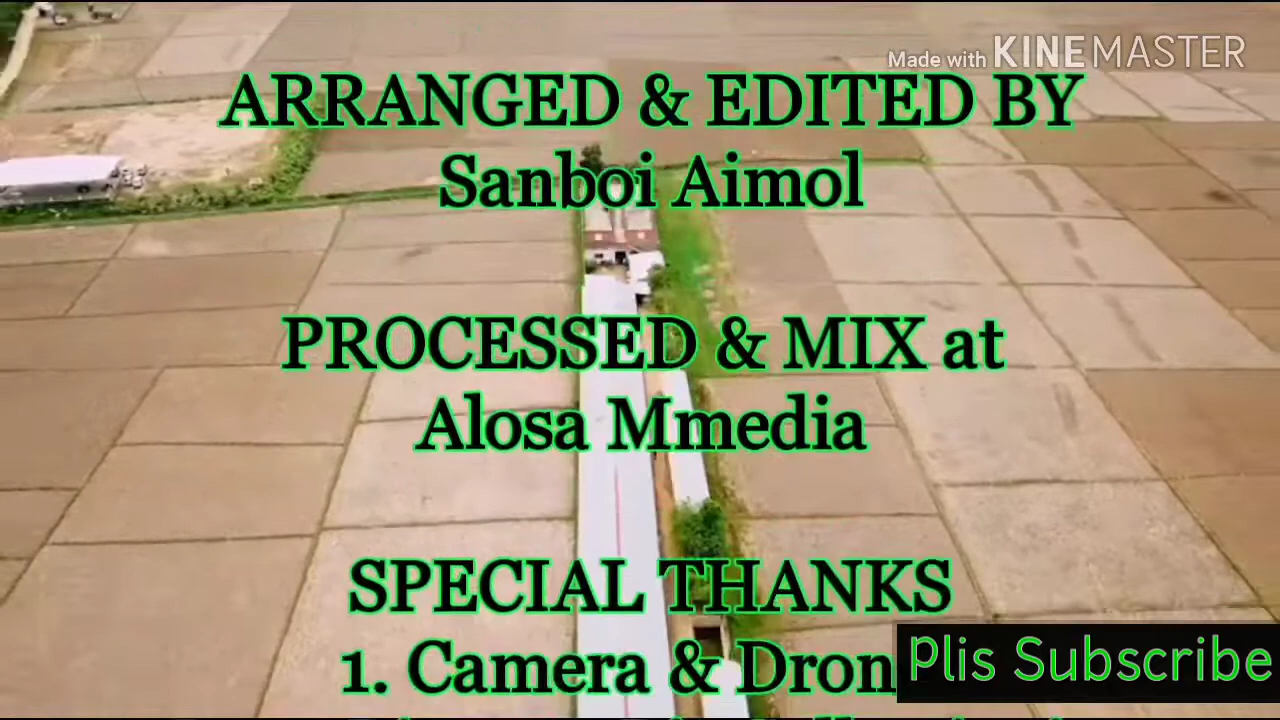 Made with KINEMASTER
ARRANGED & EDITED BY
Sanboi Aimol
PROCESSED & MIX at
Alosa Mmedia
SPECIAL THANKS
1. Camera &
Plis Subscribe